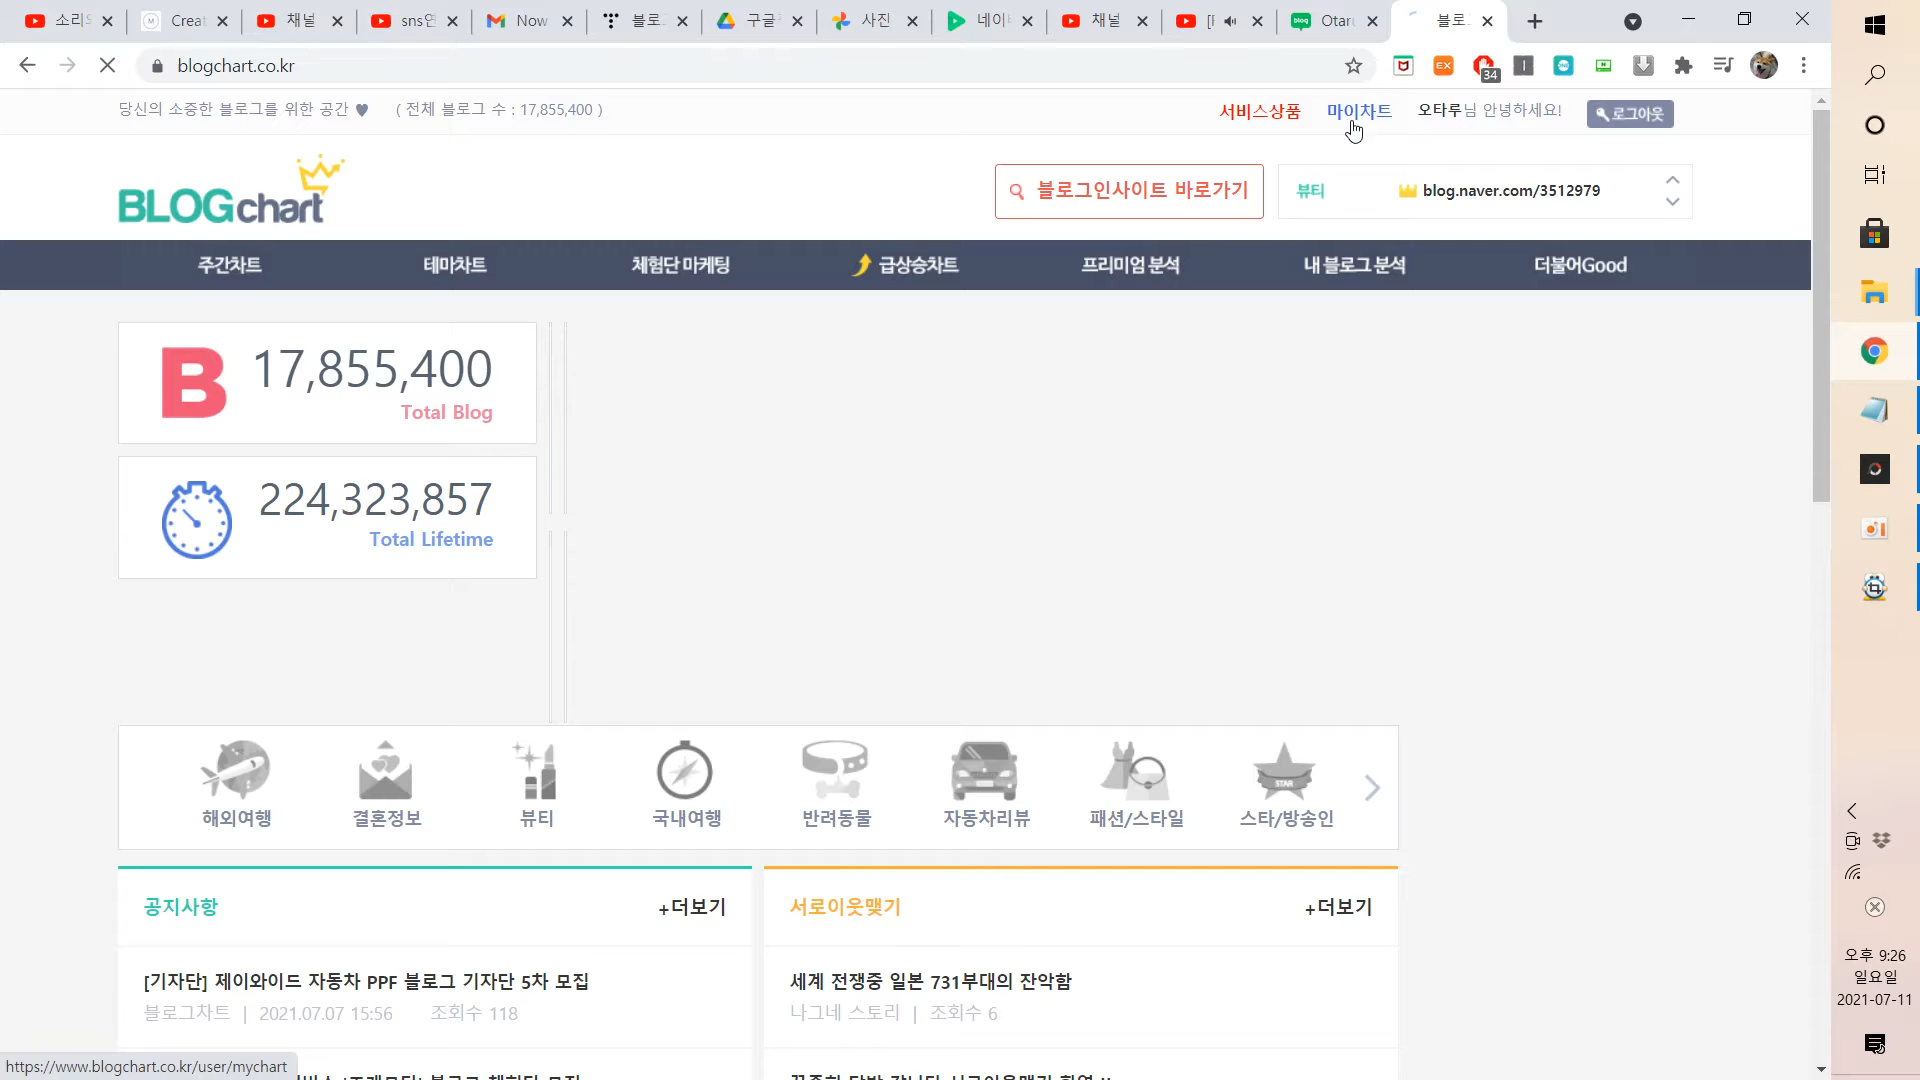 소리
Creat
채널
sns연
Now
블로
구글
사진
네이
채널
[F
Otaru
블로
blogchart.co.kr
34
당신의 소중한 블로그를 위한 공간 ♥ ( 전체 블로그 수 : 17,855,400 )
서비스상품 마이차트 오타루님 안녕하세요! 로그아웃
BLOGchart
블로그인사이트 바로가기
뷰티 blog.naver.com/3512979
주간차트 테마차트 체험단 마케팅 급상승차트 프리미엄 분석 내 블로그 분석 더불어Good
B 17,855,400
Total Blog
224,323,857
Total Lifetime
STAR
해외여행 결혼정보 뷰티 국내여행 반려동물 자동차리뷰 패션/스타일 스타/방송인
공지사항 +더보기
[기자단] 제이와이드 자동차 PPF 블로그 기자단 5차 모집
블로그차트 | 2021.07.07 15:56 조회수 118
서로이웃맺기 +더보기
세계 전쟁중 일본 731부대의 잔악함
나그네 스토리 | 조회수 6
https://www.blogchart.co.kr/user/mychart
오후 9:26
일요일
2021-07-11